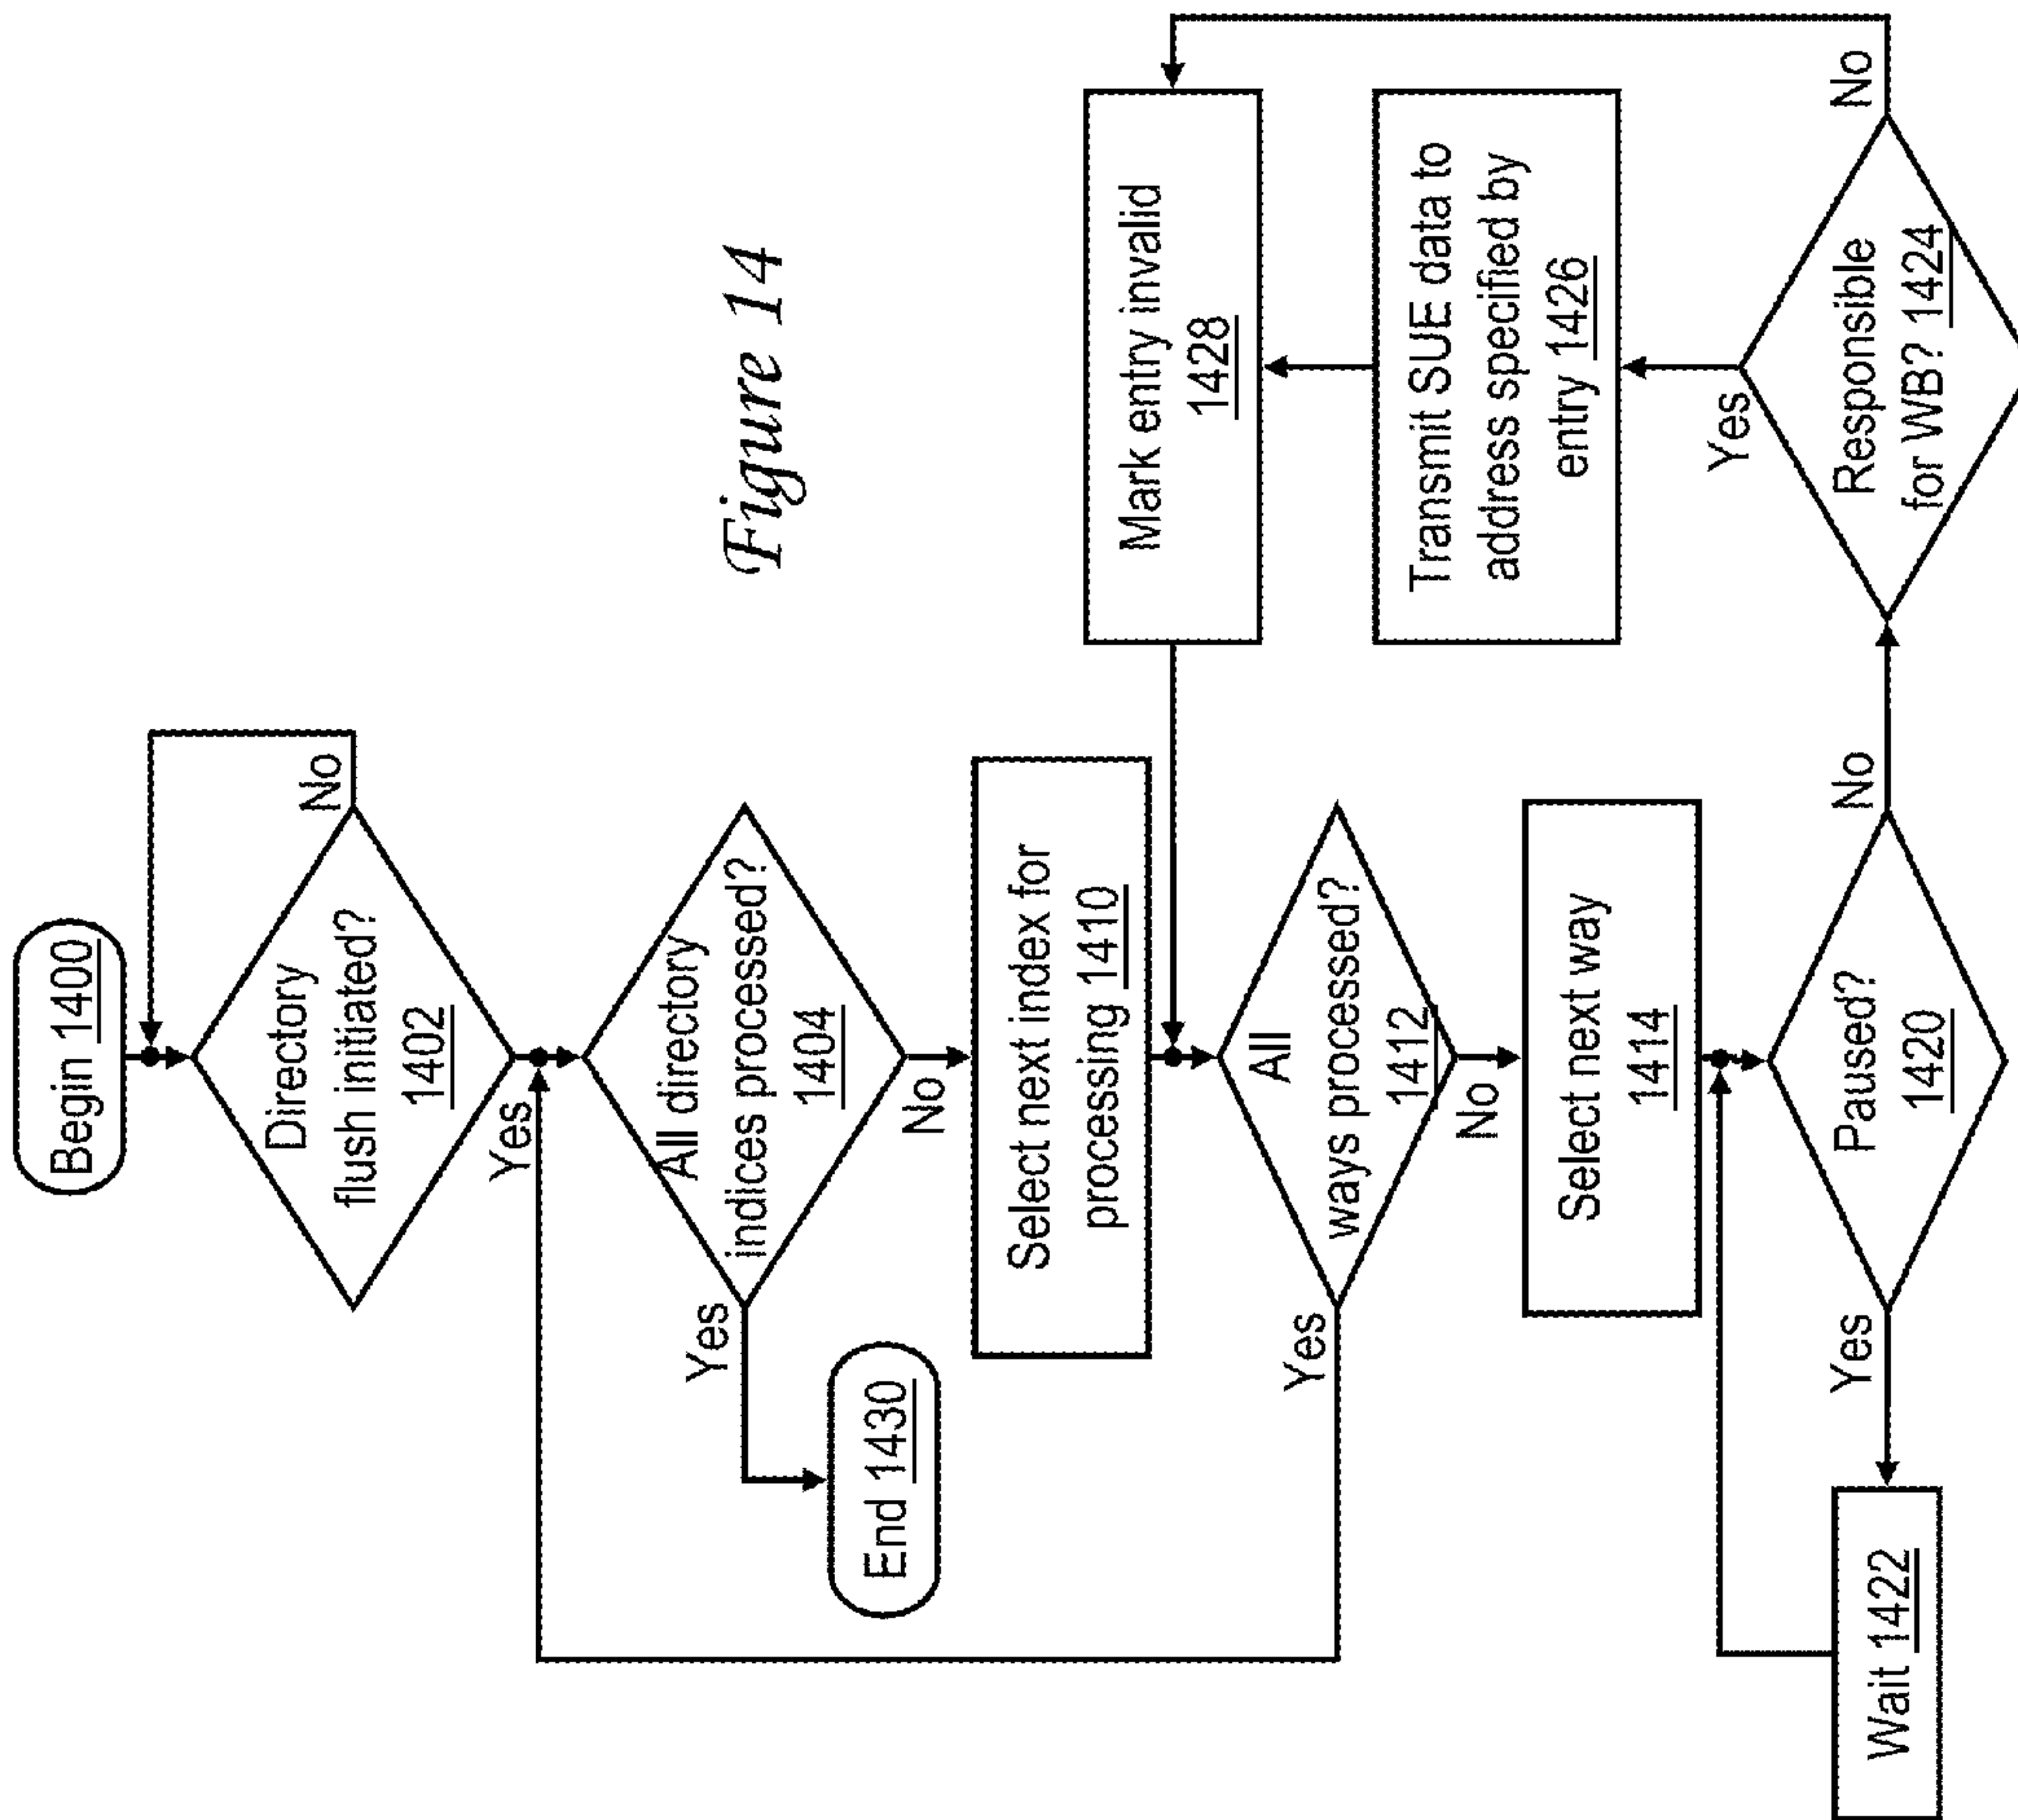 Begin 1400
Directory
flush initiated?
1402
No
Yes
All directory
indices processed?
1404
Yes
No
End 1430
Select next index for
processing 1410
All
ways processed?
1412
Yes
No
Select next way
1414
Paused?
1420
Yes
No
Wait 1422
Responsible
for WB? 1424
Yes
No
Transmit SUE data to
address specified by
entry 1426
Mark entry invalid
1428
Figure 14